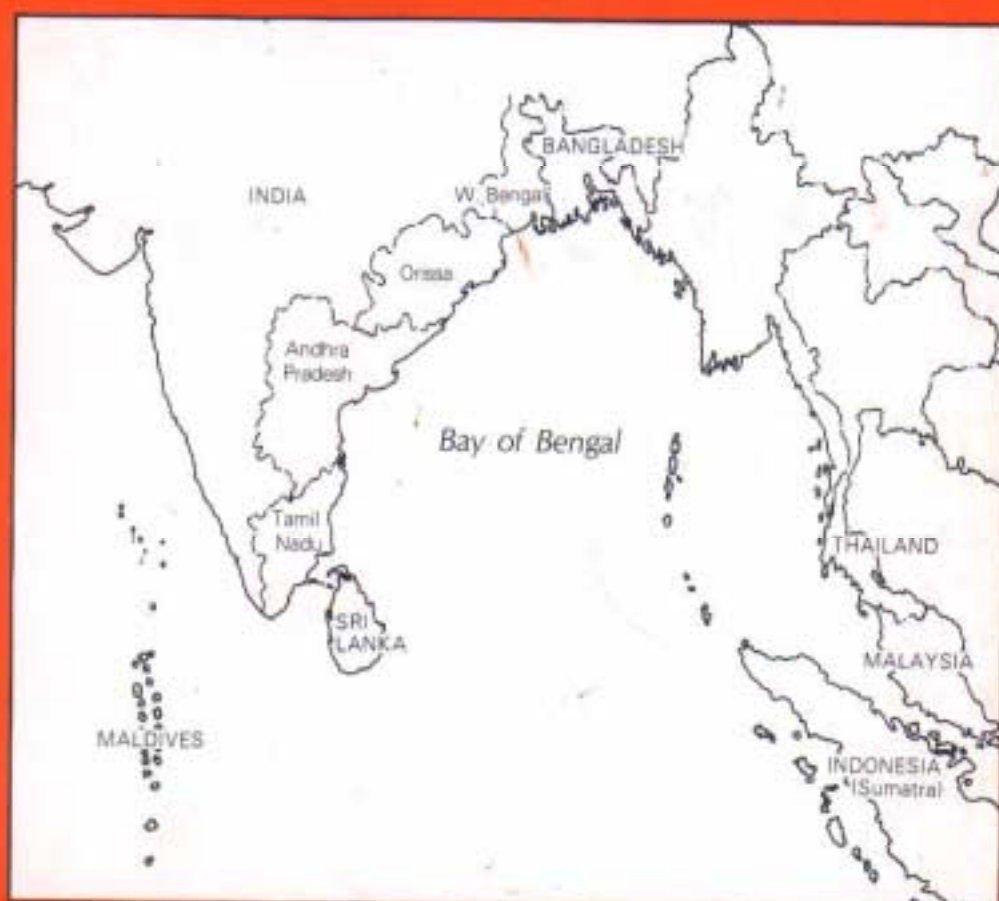 BANGLADESH
INDIA
W. Bengal
Orissa
Andhra
Pradesh
Bay of Bengal
Tamil
Nadu
THAILAND
SRI
LANKA
MALAYSIA
MALDIVES
INDONESIA
(Sumatra)